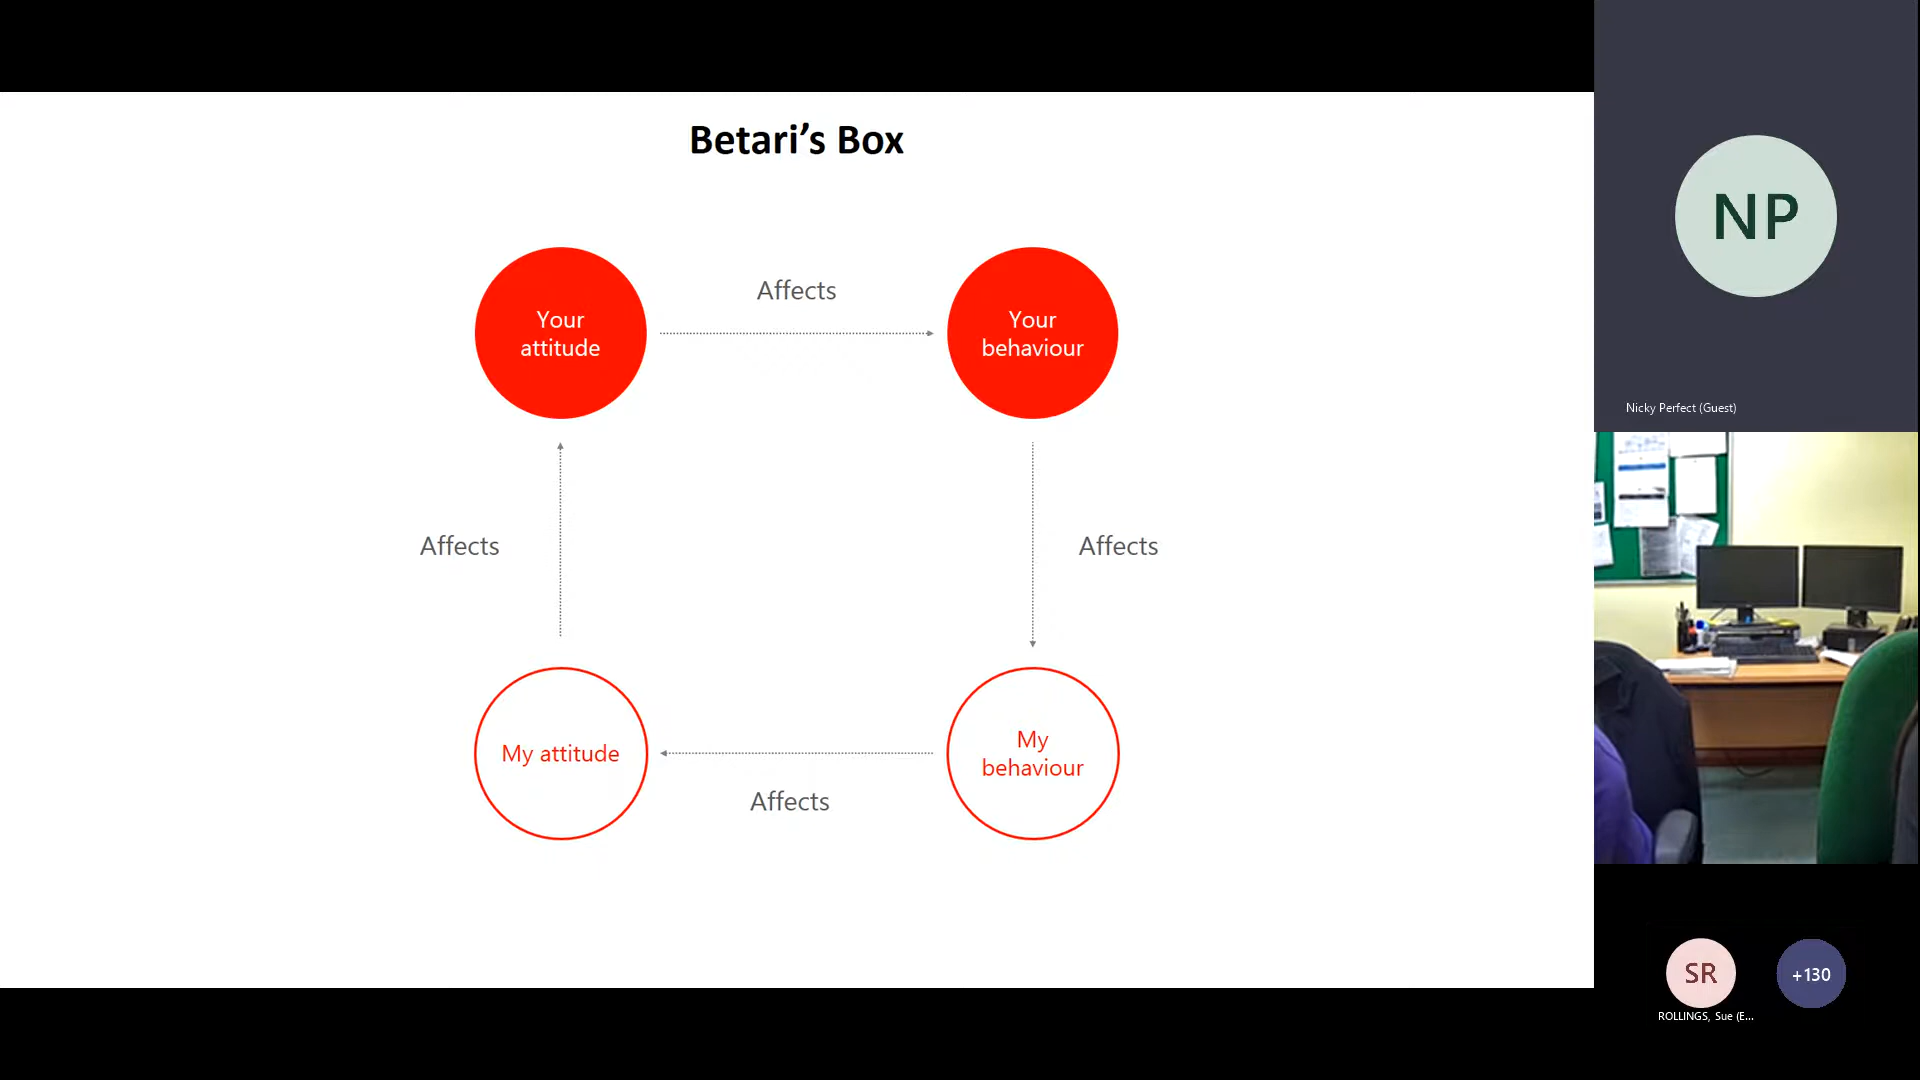 Betari’s Box
Your
attitude
Affects
Your
behaviour
Affects
Affects
My attitude
Affects
My
behaviour
NP
Nicky Perfect (Guest)
SR
+130
ROLLINGS, Sue (E...